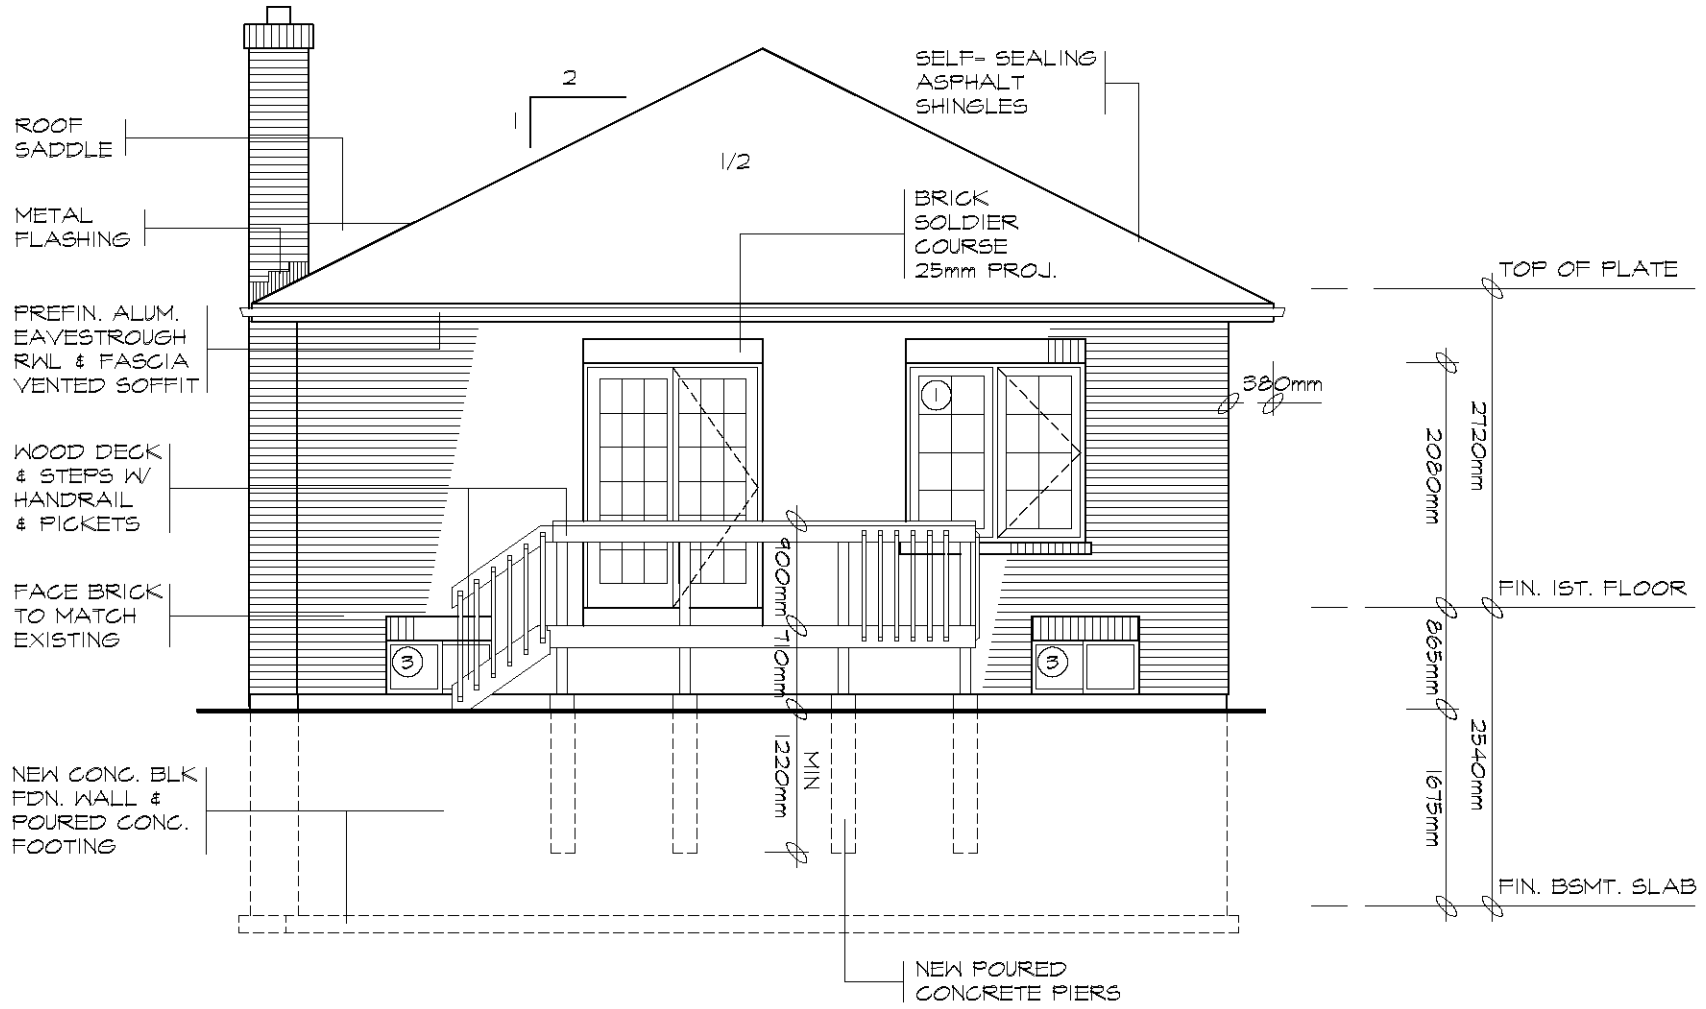 ROOF
SADDLE
METAL
FLASHING
PREFIN. ALUM.
EAVESTROUGH
RWL & FASCIA
VENTED SOFFIT
WOOD DECK
& STEPS W/
HANDRAIL
& PICKETS
FACE BRICK
TO MATCH
EXISTING
NEW CONC. BLK
FDN. WALL &
POURED CONC.
FOOTING
2
1
1/2
SELF- SEALING
ASPHALT
SHINGLES
BRICK
SOLDIER
COURSE
25mm PROJ.
1
3
3
900mm
710mm
1220mm
MIN
NEW POURED
CONCRETE PIERS
380mm
TOP OF PLATE
2720mm
2080mm
FIN. 1ST. FLOOR
865mm
2540mm
1675mm
FIN. BSMT. SLAB